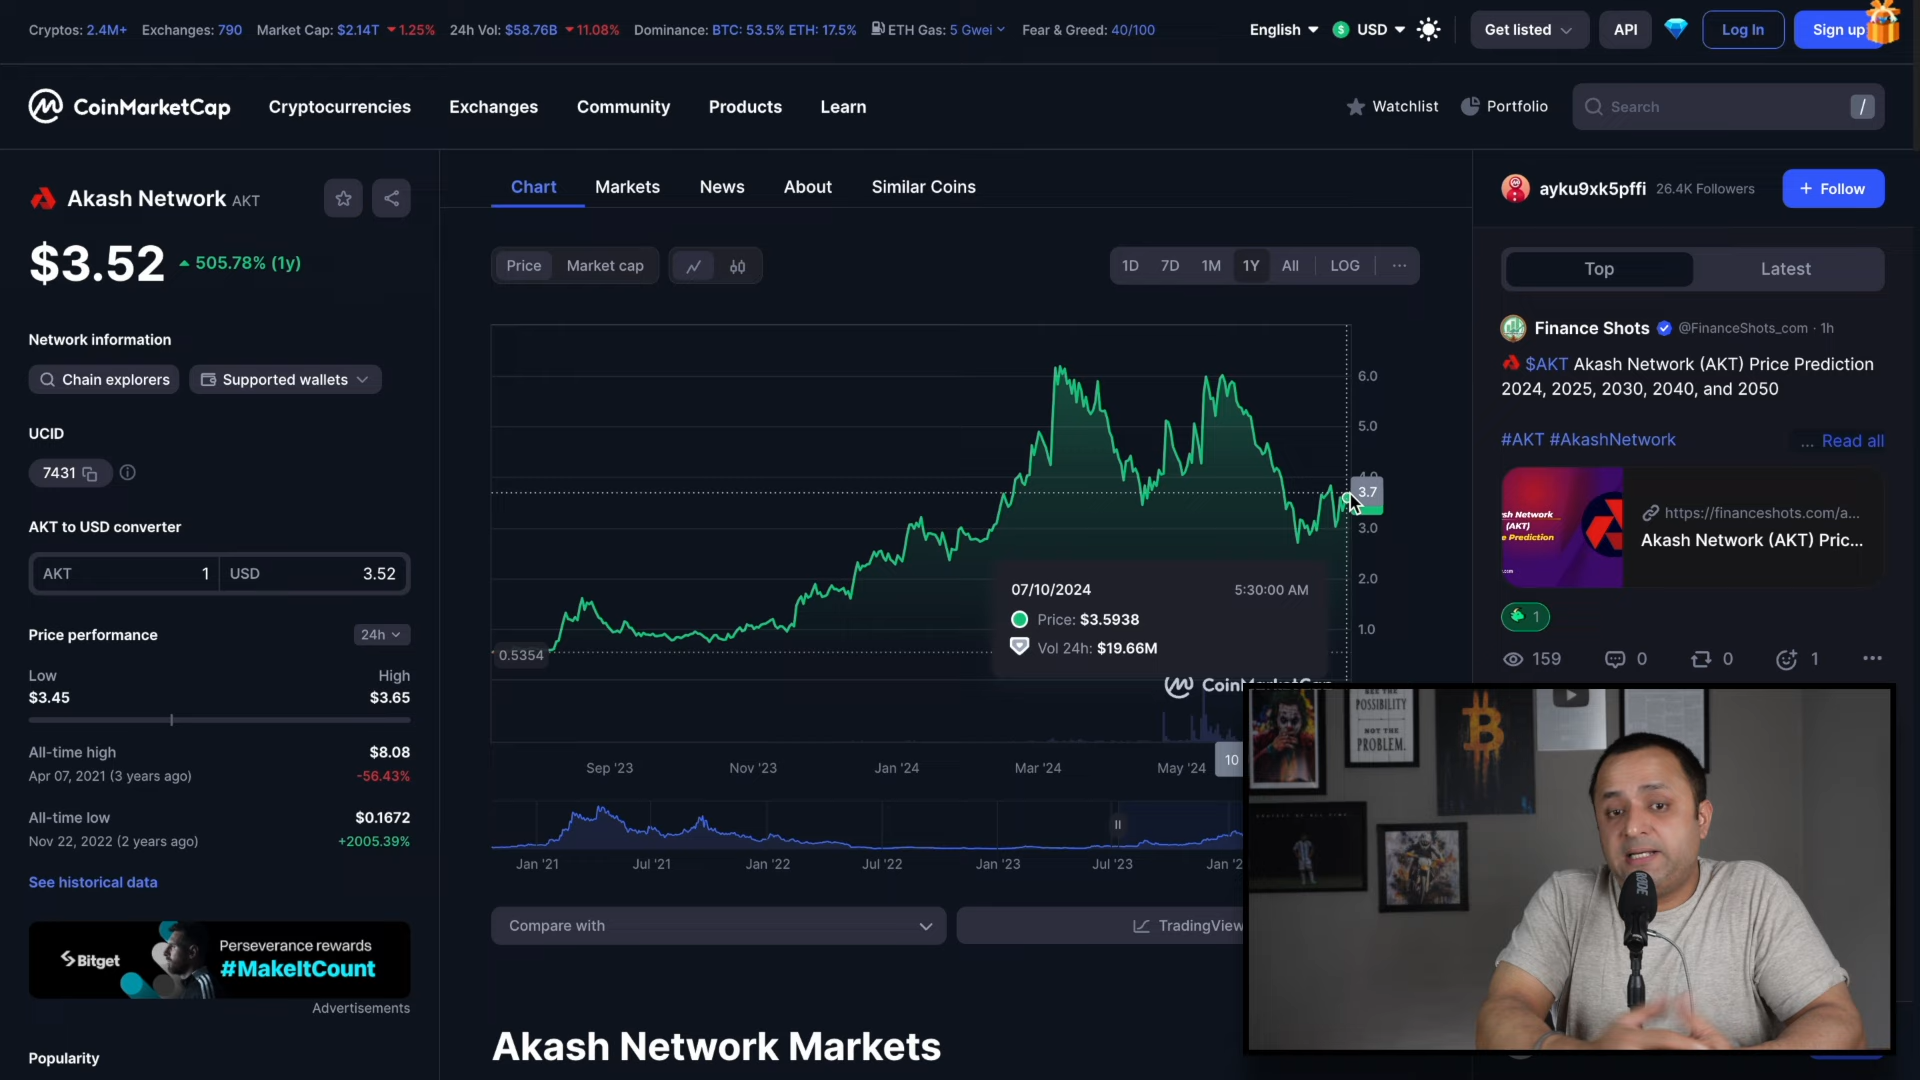 Cryptos: 2.4M+ Exchanges: 790 Market Cap: $2.14T 1.25% 24h Vol: $58.76B 11.08% Dominance: BTC: 53.5% ETH: 17.5% ETH Gas: 5 Gwei Fear & Greed: 40/100
English USD Get listed API Log In Sign up
CoinMarketCap Cryptocurrencies Exchanges Community Products Learn
Watchlist Portfolio Search /
Akash Network AKT
$3.52 505.78% (1y)
Network information
Chain explorers Supported wallets
UCID
7431
AKT to USD converter
AKT 1 USD 3.52
Price performance 24h
Low High
$3.45 $3.65
All-time high $8.08
Apr 07, 2021 (3 years ago) -56.43%
All-time low $0.1672
Nov 22, 2022 (2 years ago) +2005.39%
See historical data
Bitget Perseverance rewards
#MakeItCount
Advertisements
Popularity
Chart Markets News About Similar Coins
Price Market cap
1D 7D 1M 1Y All LOG ...
6.0
5.0
4.0
3.7
3.0
2.0
1.0
0.5354
07/10/2024 5:30:00 AM
Price: $3.5938
Vol 24h: $19.66M
CoinMarketCap
Sep '23 Nov '23 Jan '24 Mar '24 May '24 10
Jan '21 Jul '21 Jan '22 Jul '22 Jan '23 Jul '23
Compare with
TradingView
Akash Network Markets
ayku9xk5pffi 26.4K Followers + Follow
Top Latest
Finance Shots @FinanceShots_com · 1h
$AKT Akash Network (AKT) Price Prediction
2024, 2025, 2030, 2040, and 2050
#AKT #AkashNetwork ... Read all
sh Network
(AKT)
e Prediction
https://financeshots.com/a...
Akash Network (AKT) Pric...
1
159 0 0 1
SEE THE
POSSIBILITY
NOT THE
PROBLEM.
RODE